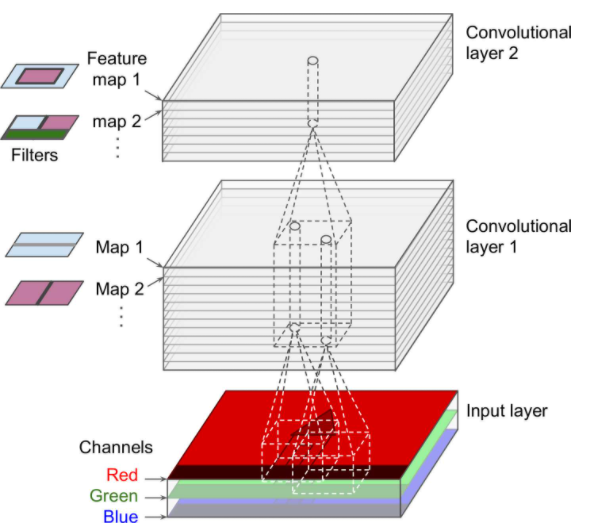 Convolutional
layer 2
Feature
map 1
map 2
Filters
Convolutional
layer 1
Map 1
Map 2
Input layer
Channels
Red
Green
Blue